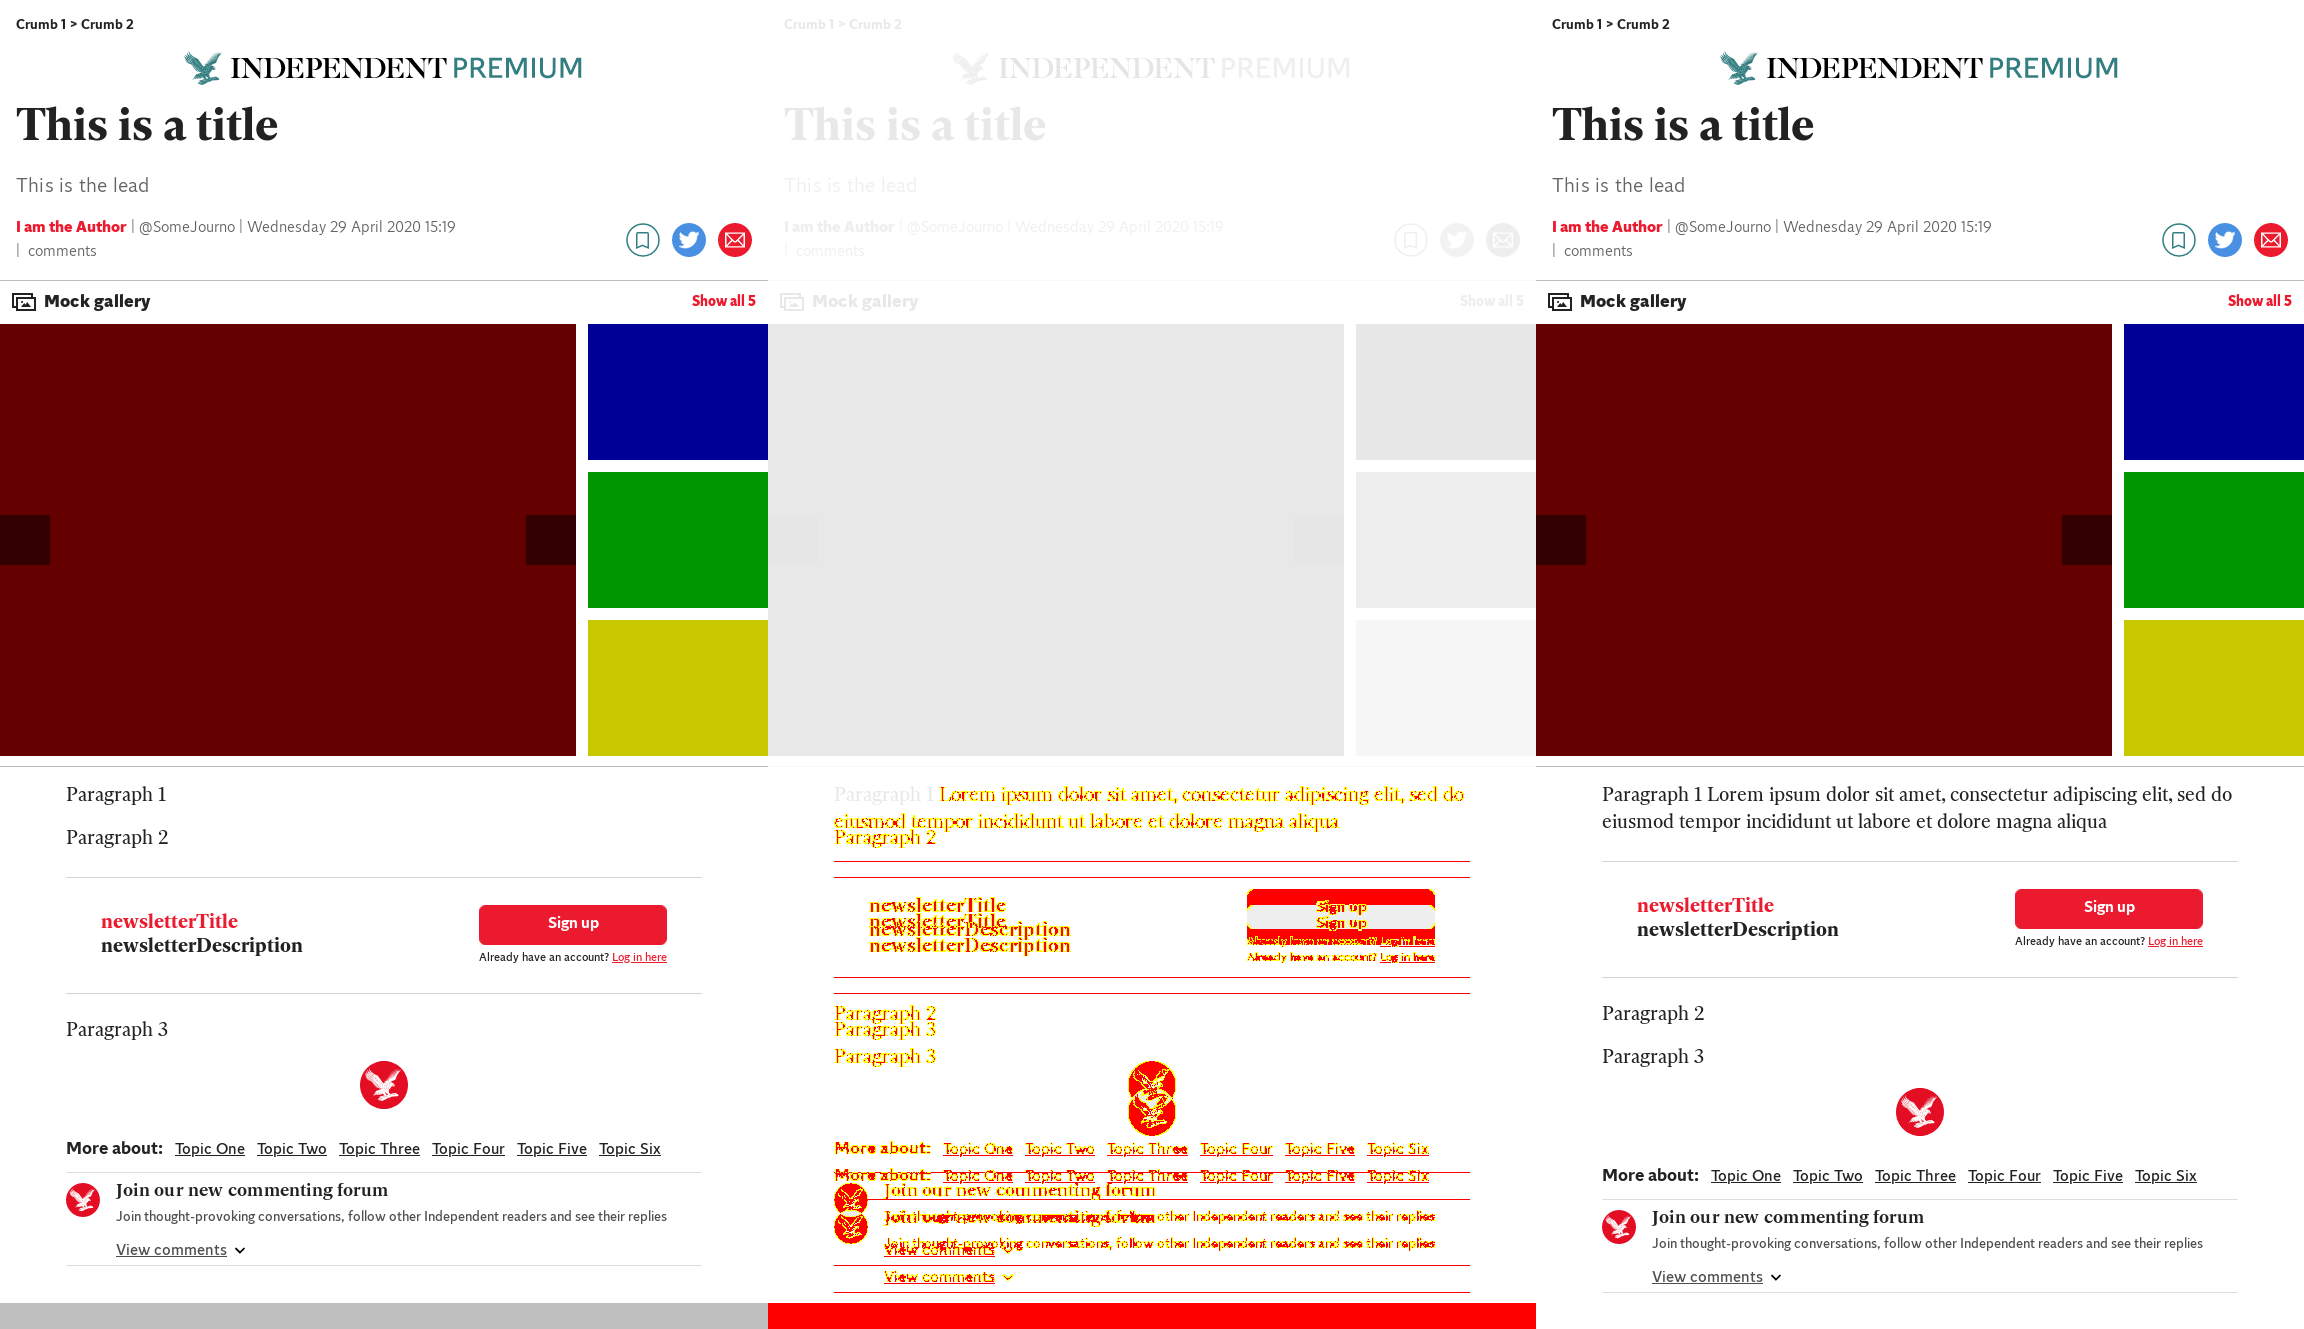 Crumb 1 > Crumb 2
INDEPENDENT PREMIUM
This is a title
This is the lead
I am the Author | @SomeJourno | Wednesday 29 April 2020 15:19
| comments
Mock gallery
Show all 5
Paragraph 1
Paragraph 2
newsletterTitle
newsletterDescription
Sign up
Already have an account? Log in here
Paragraph 3
More about: Topic One Topic Two Topic Three Topic Four Topic Five Topic Six
Join our new commenting forum
Join thought-provoking conversations, follow other Independent readers and see their replies
View comments
Crumb 1 > Crumb 2
INDEPENDENT PREMIUM
This is a title
This is the lead
I am the Author | @SomeJourno | Wednesday 29 April 2020 15:19
| comments
Mock gallery
Show all 5
Paragraph 1 Lorem ipsum dolor sit amet, consectetur adipiscing elit, sed do
eiusmod tempor incididunt ut labore et dolore magna aliqua
Paragraph 2
newsletterTitle
newsletterTitle
newsletterDescription
newsletterDescription
Sign up
Sign up
Already have an account? Log in here
Already have an account? Log in here
Paragraph 2
Paragraph 3
Paragraph 3
More about: Topic One Topic Two Topic Three Topic Four Topic Five Topic Six
More about: Topic One Topic Two Topic Three Topic Four Topic Five Topic Six
Join our new commenting forum
Join thought-provoking conversations, follow other Independent readers and see their replies
Join our new commenting forum
Join thought-provoking conversations, follow other Independent readers and see their replies
View comments
View comments
Crumb 1 > Crumb 2
INDEPENDENT PREMIUM
This is a title
This is the lead
I am the Author | @SomeJourno | Wednesday 29 April 2020 15:19
| comments
Mock gallery
Show all 5
Paragraph 1 Lorem ipsum dolor sit amet, consectetur adipiscing elit, sed do
eiusmod tempor incididunt ut labore et dolore magna aliqua
newsletterTitle
newsletterDescription
Sign up
Already have an account? Log in here
Paragraph 2
Paragraph 3
More about: Topic One Topic Two Topic Three Topic Four Topic Five Topic Six
Join our new commenting forum
Join thought-provoking conversations, follow other Independent readers and see their replies
View comments